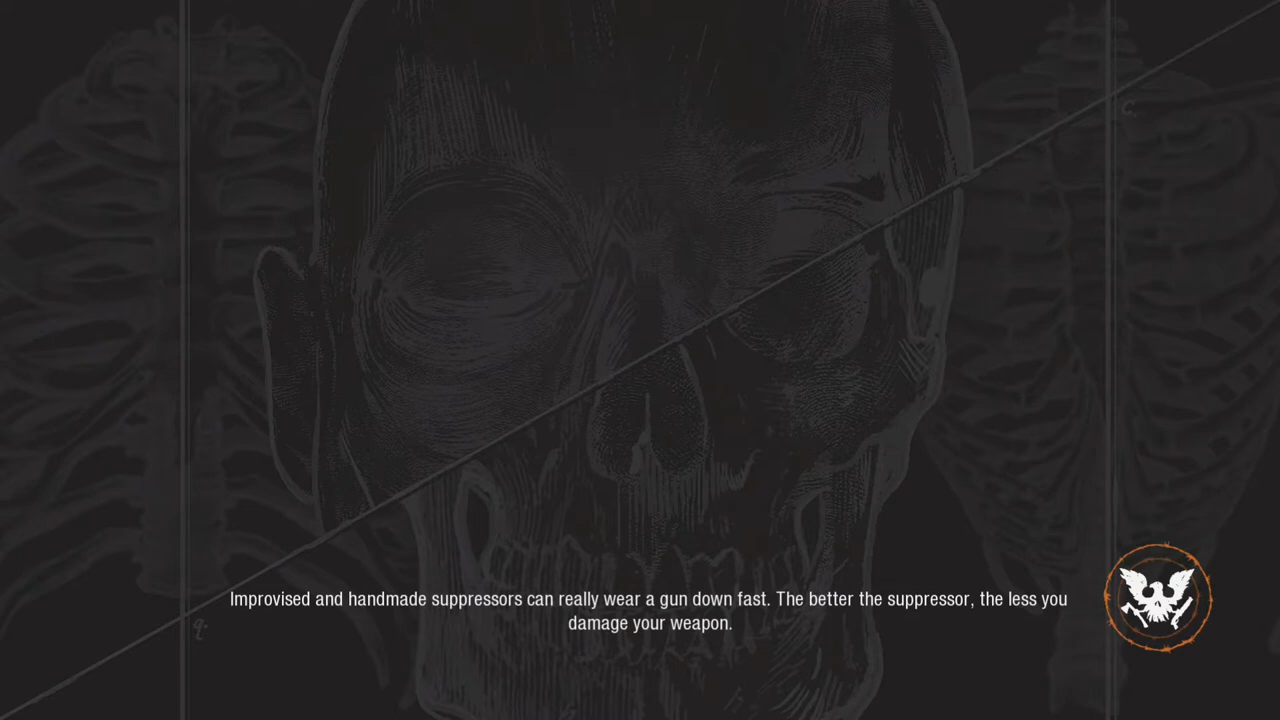 Improvised and handmade suppressors can really wear a gun down fast. The better the suppressor, the less you
damage your weapon.